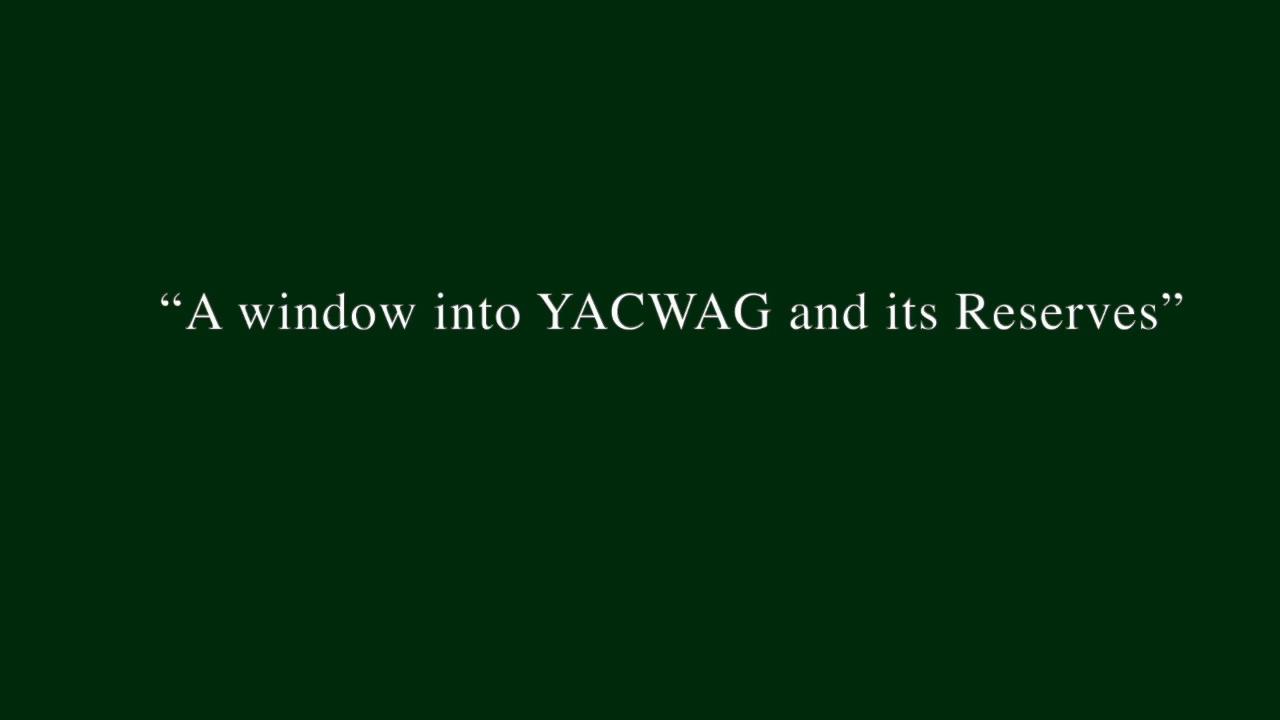 “A window into YACWAG and its Reserves”